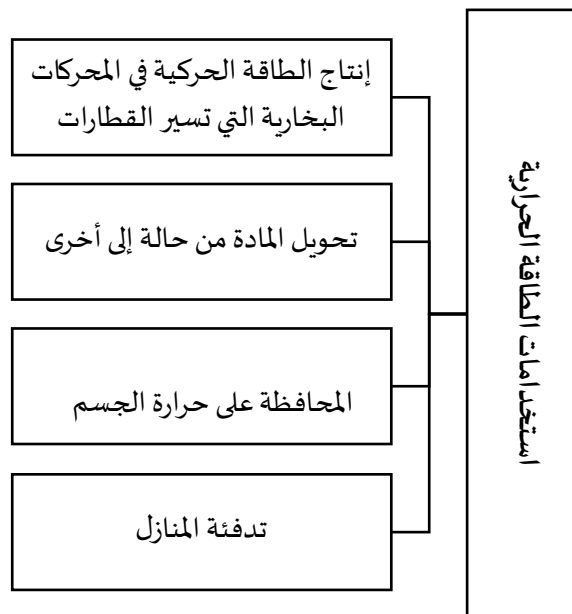 استخدامات الطاقة الحرارية
إنتاج الطاقة الحركية في المحركات
البخارية التي تسير القطارات
تحويل المادة من حالة إلى أخرى
المحافظة على حرارة الجسم
تدفئة المنازل